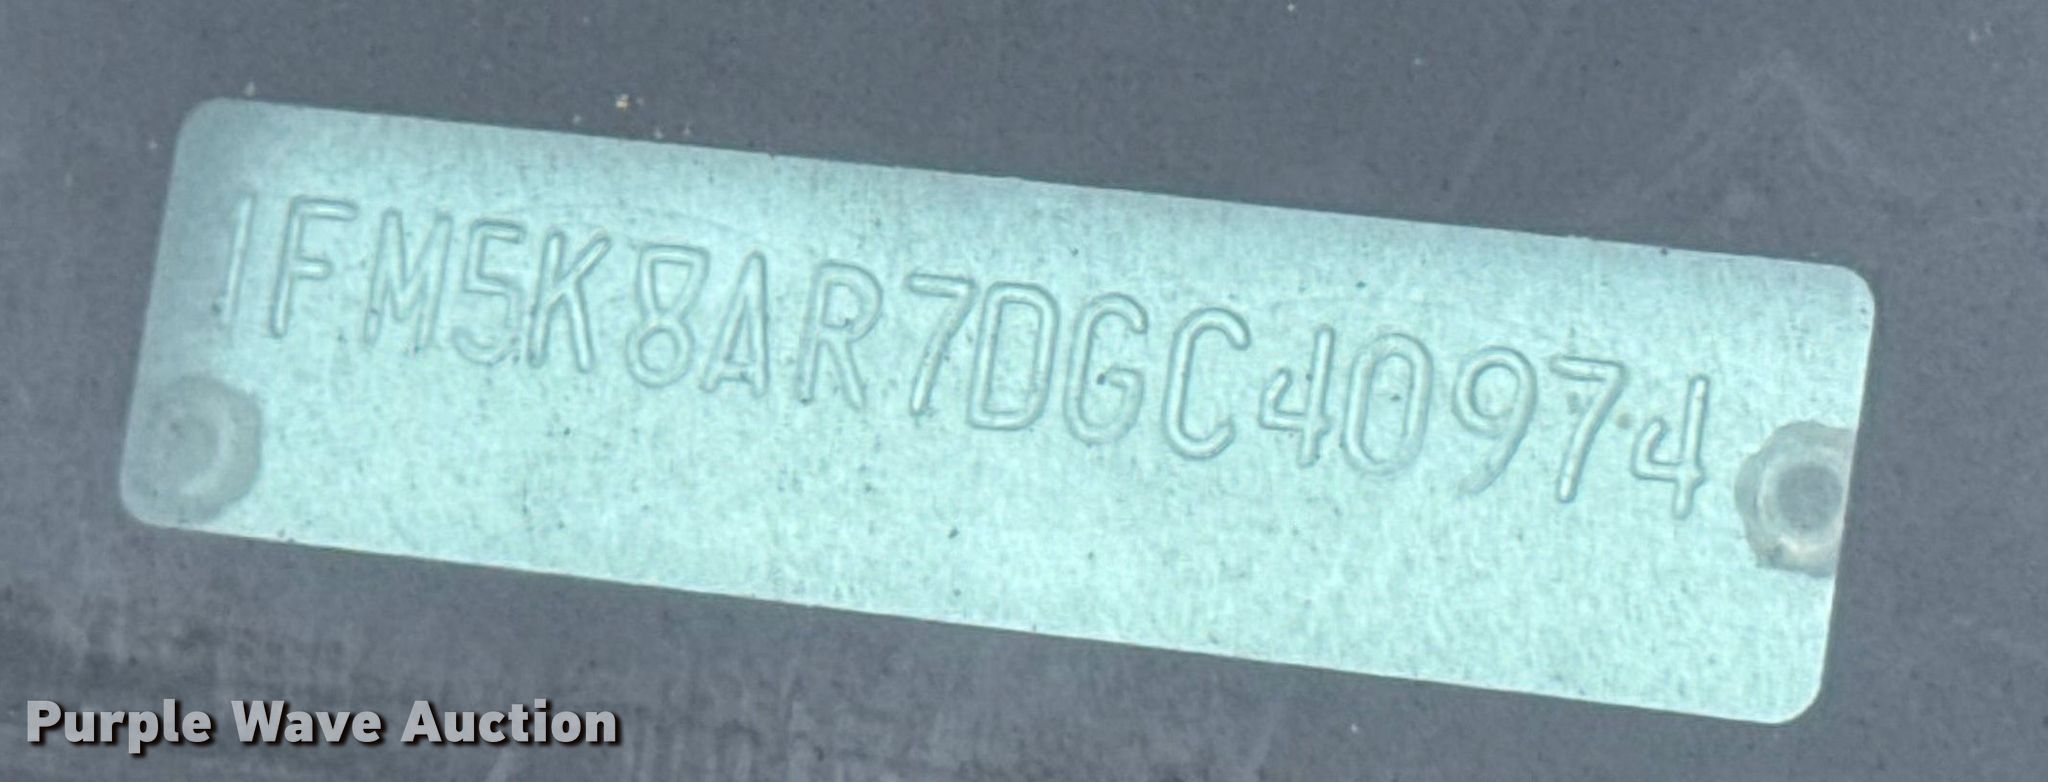 1FM5K8AR7DGC40974
Purple Wave Auction